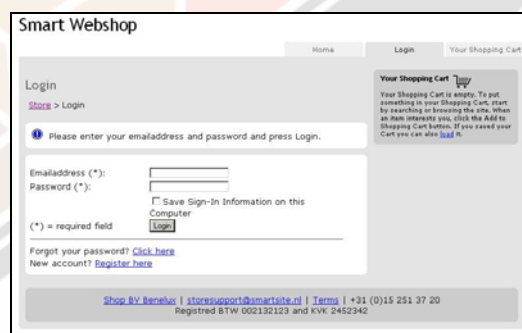 Smart Webshop
Home Login Your Shopping Cart
Login
Store > Login
Please enter your emailaddress and password and press Login.
Emailaddress (*):
Password (*):
Save Sign-In Information on this
Computer
(*) = required field Login
Forgot your password? Click here
New account? Register here
Your Shopping Cart
Your Shopping Cart is empty. To put
something in your Shopping Cart, start
by searching or browsing the site. When
an item interests you, click the Add to
Shopping Cart button. If you saved your
Cart you can also load it.
Shop BV Benelux | storesupport@smartsite.nl | Terms | +31 (0)15 251 37 20
Registred BTW 002132123 and KVK 2452342